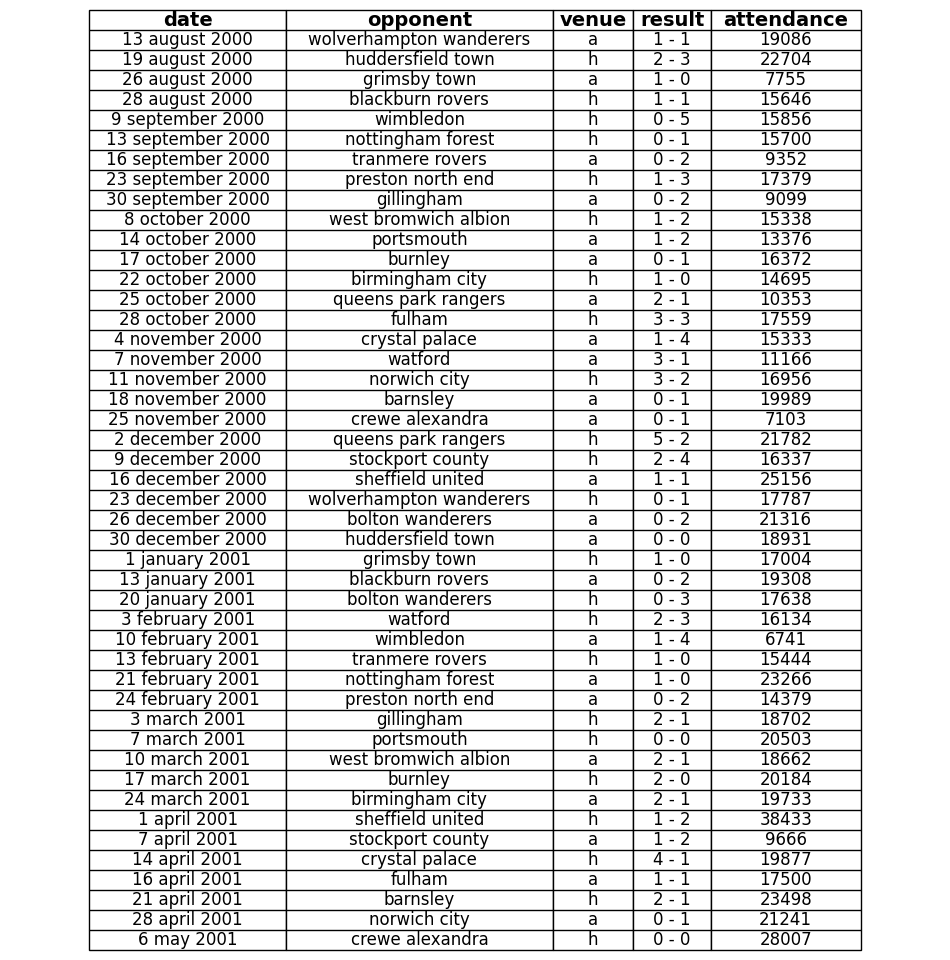 date opponent venue result attendance
13 august 2000 wolverhampton wanderers a 1 - 1 19086
19 august 2000 huddersfield town h 2 - 3 22704
26 august 2000 grimsby town a 1 - 0 7755
28 august 2000 blackburn rovers h 1 - 1 15646
9 september 2000 wimbledon h 0 - 5 15856
13 september 2000 nottingham forest h 0 - 1 15700
16 september 2000 tranmere rovers a 0 - 2 9352
23 september 2000 preston north end h 1 - 3 17379
30 september 2000 gillingham a 0 - 2 9099
8 october 2000 west bromwich albion h 1 - 2 15338
14 october 2000 portsmouth a 1 - 2 13376
17 october 2000 burnley a 0 - 1 16372
22 october 2000 birmingham city h 1 - 0 14695
25 october 2000 queens park rangers a 2 - 1 10353
28 october 2000 fulham h 3 - 3 17559
4 november 2000 crystal palace a 1 - 4 15333
7 november 2000 watford a 3 - 1 11166
11 november 2000 norwich city h 3 - 2 16956
18 november 2000 barnsley a 0 - 1 19989
25 november 2000 crewe alexandra a 0 - 1 7103
2 december 2000 queens park rangers h 5 - 2 21782
9 december 2000 stockport county h 2 - 4 16337
16 december 2000 sheffield united a 1 - 1 25156
23 december 2000 wolverhampton wanderers h 0 - 1 17787
26 december 2000 bolton wanderers a 0 - 2 21316
30 december 2000 huddersfield town a 0 - 0 18931
1 january 2001 grimsby town h 1 - 0 17004
13 january 2001 blackburn rovers a 0 - 2 19308
20 january 2001 bolton wanderers h 0 - 3 17638
3 february 2001 watford h 2 - 3 16134
10 february 2001 wimbledon a 1 - 4 6741
13 february 2001 tranmere rovers h 1 - 0 15444
21 february 2001 nottingham forest a 1 - 0 23266
24 february 2001 preston north end a 0 - 2 14379
3 march 2001 gillingham h 2 - 1 18702
7 march 2001 portsmouth h 0 - 0 20503
10 march 2001 west bromwich albion a 2 - 1 18662
17 march 2001 burnley h 2 - 0 20184
24 march 2001 birmingham city a 2 - 1 19733
1 april 2001 sheffield united h 1 - 2 38433
7 april 2001 stockport county a 1 - 2 9666
14 april 2001 crystal palace h 4 - 1 19877
16 april 2001 fulham a 1 - 1 17500
21 april 2001 barnsley h 2 - 1 23498
28 april 2001 norwich city a 0 - 1 21241
6 may 2001 crewe alexandra h 0 - 0 28007